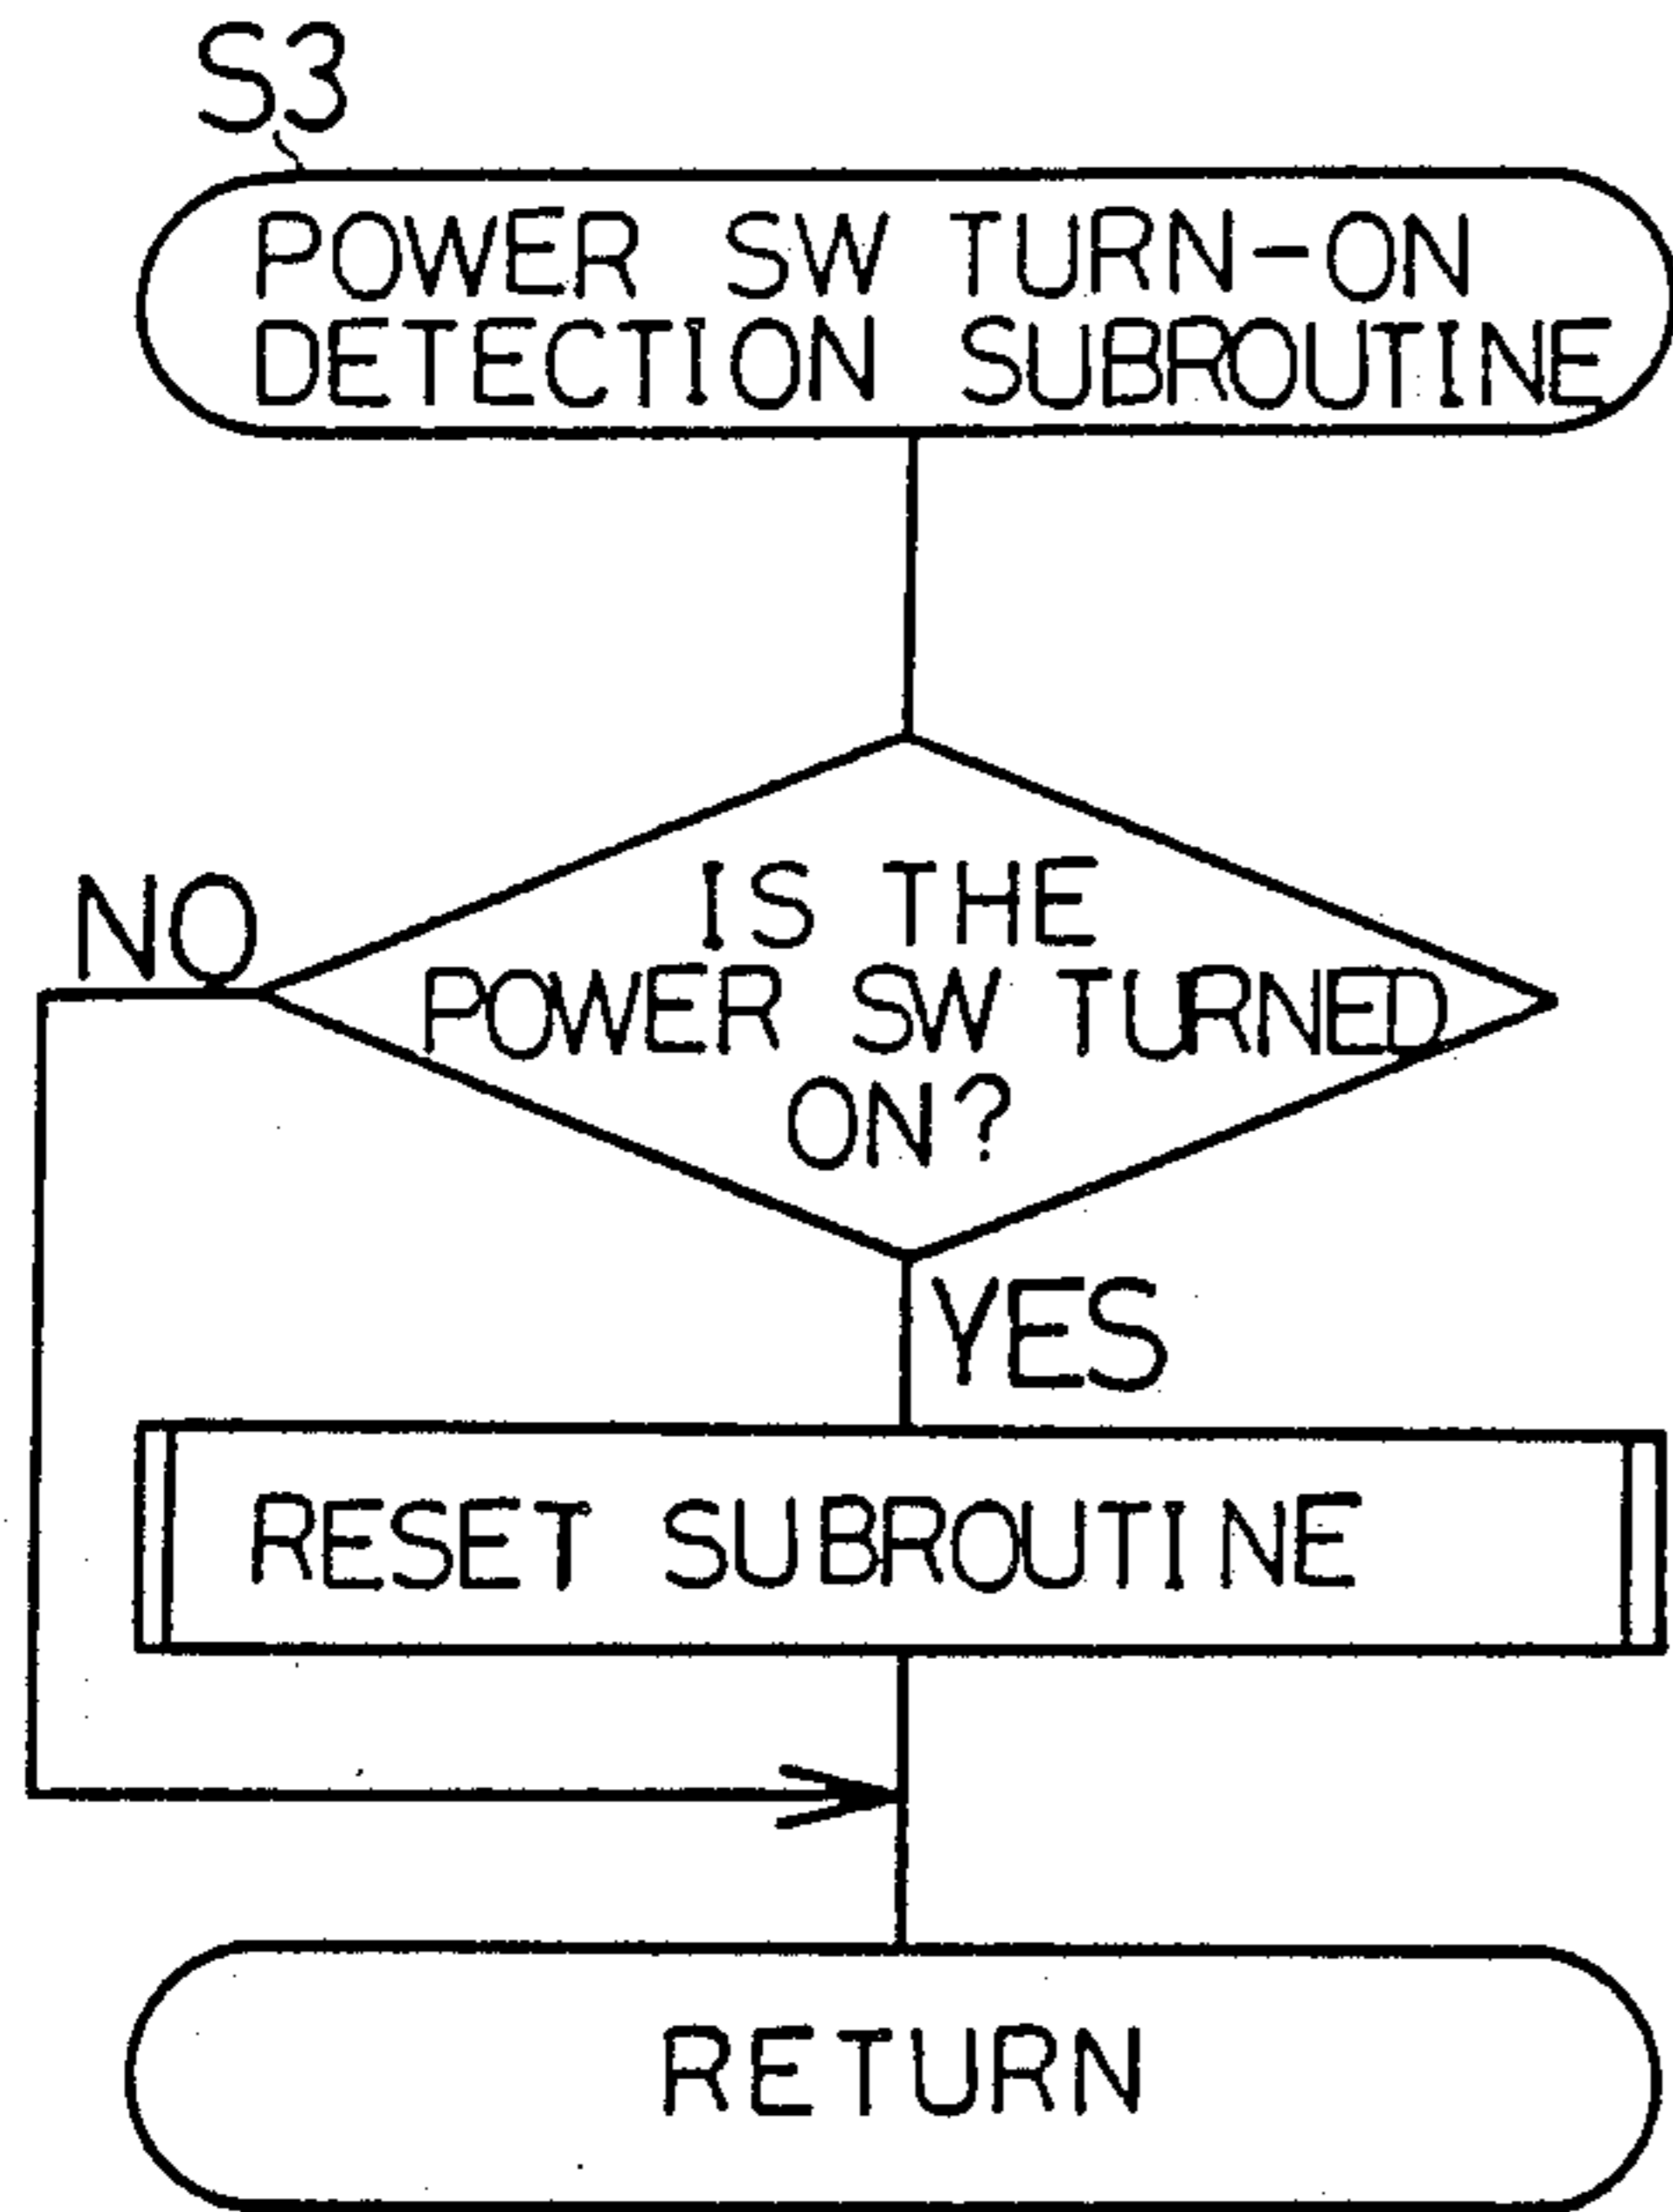 S3
POWER SW TURN-ON
DETECTION SUBROUTINE
IS THE
NO
POWER SW TURNED
ON?
YES
RESET SUBROUTINE
RETURN